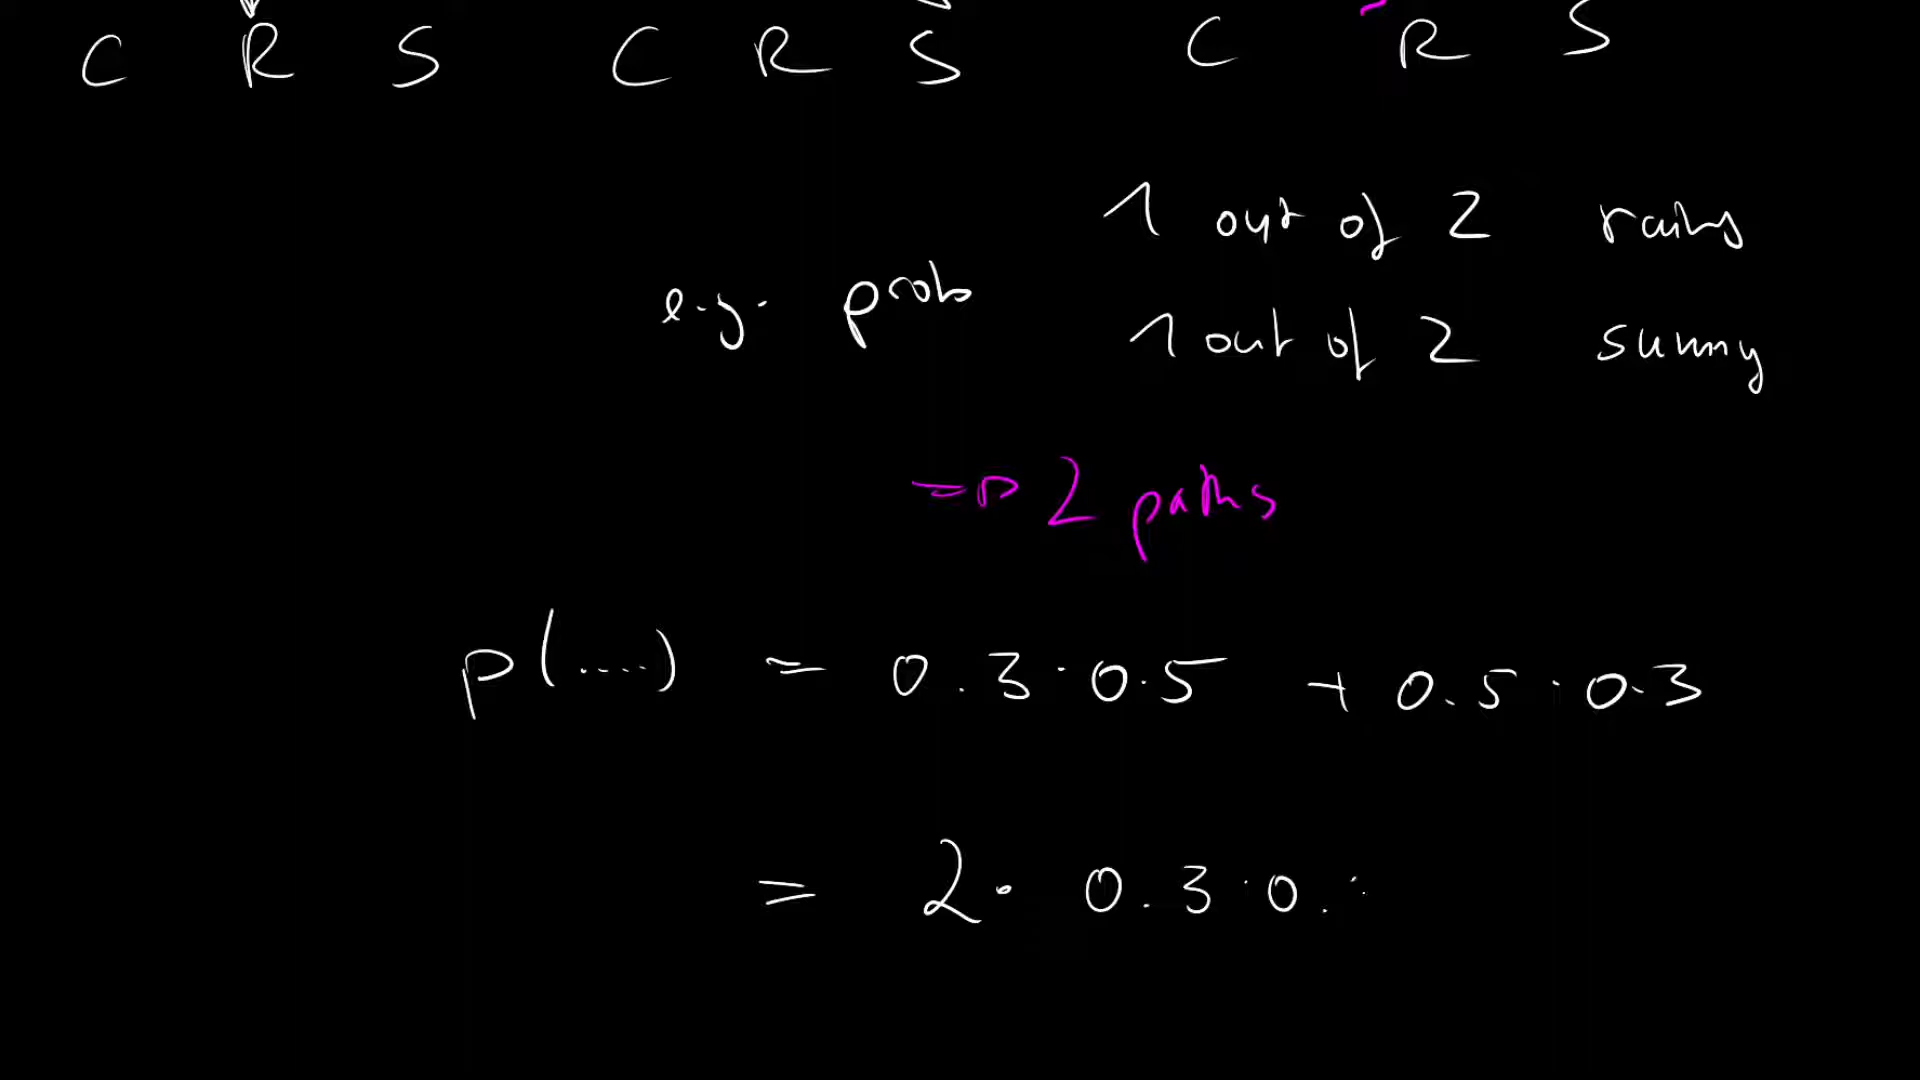 C R S C R S C R S
1 out of 2 rainy
e.g. prob
1 out of 2 sunny
=> 2 paths
p(....) = 0.3 · 0.5 + 0.5 · 0.3
= 2 · 0.3 · 0.